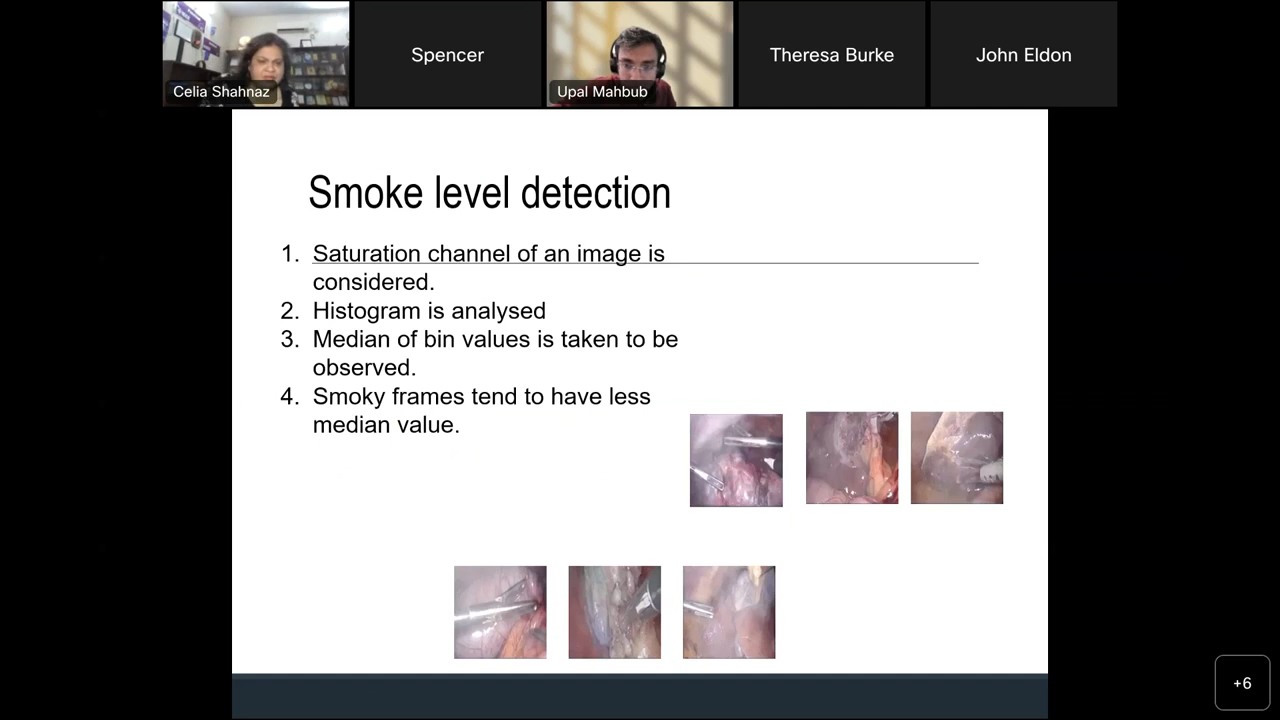 Celia Shahnaz
Spencer
Upal Mahbub
Theresa Burke
John Eldon
Smoke level detection
1. Saturation channel of an image is
considered.
2. Histogram is analysed
3. Median of bin values is taken to be
observed.
4. Smoky frames tend to have less
median value.
+6